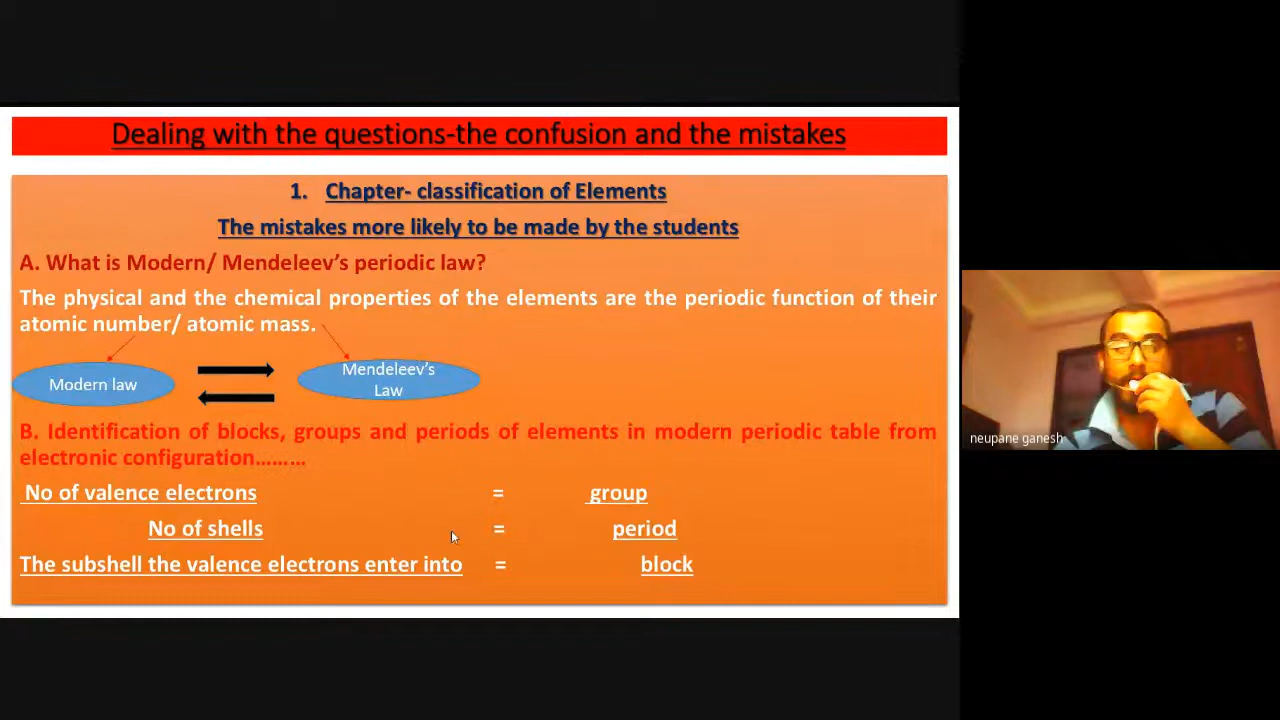 Dealing with the questions-the confusion and the mistakes
1. Chapter- classification of Elements
The mistakes more likely to be made by the students
A. What is Modern/ Mendeleev's periodic law?
The physical and the chemical properties of the elements are the periodic function of their
atomic number/ atomic mass.
Modern law
Mendeleev's
Law
B. Identification of blocks, groups and periods of elements in modern periodic table from
electronic configuration………
No of valence electrons = group
No of shells = period
The subshell the valence electrons enter into = block
neupane ganesh